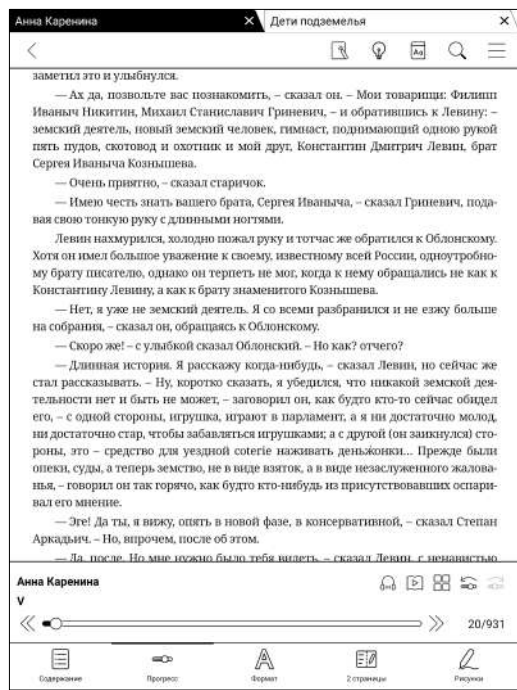 Анна Каренина
Дети подземелья
Aa
заметил это и улыбнулся.
— Ах да, позвольте вас познакомить, – сказал он. – Мои товарищи: Филипп
Иваныч Никитин, Михаил Станиславич Гриневич, – и обратившись к Левину: –
земский деятель, новый земский человек, гимнаст, поднимающий одною рукой
пять пудов, скотовод и охотник и мой друг, Константин Дмитрич Левин, брат
Сергея Иваныча Кознышева.
— Очень приятно, – сказал старичок.
— Имею честь знать вашего брата, Сергея Иваныча, – сказал Гриневич, пода-
вая свою тонкую руку с длинными ногтями.
Левин нахмурился, холодно пожал руку и тотчас же обратился к Облонскому.
Хотя он имел большое уважение к своему, известному всей России, одноутробно-
му брату писателю, однако он терпеть не мог, когда к нему обращались не как к
Константину Левину, а как к брату знаменитого Кознышева.
— Нет, я уже не земский деятель. Я со всеми разбранился и не езжу больше
на собрания, – сказал он, обращаясь к Облонскому.
— Скоро же! – с улыбкой сказал Облонский. – Но как? отчего?
— Длинная история. Я расскажу когда-нибудь, – сказал Левин, но сейчас же
стал рассказывать. – Ну, коротко сказать, я убедился, что никакой земской дея-
тельности нет и быть не может, – заговорил он, как будто кто-то сейчас обидел
его, – с одной стороны, игрушка, играют в парламент, а я ни достаточно молод,
ни достаточно стар, чтобы забавляться игрушками; а с другой (он заикнулся) сто-
роны, это – средство для уездной coterie наживать деньжонки... Прежде были
опеки, суды, а теперь земство, не в виде взяток, а в виде незаслуженного жалова-
нья, – говорил он так горячо, как будто кто-нибудь из присутствовавших оспари-
вал его мнение.
— Эге! Да ты, я вижу, опять в новой фазе, в консервативной, – сказал Степан
Аркадьич. – Но, впрочем, после об этом.
— Да, после. Но мне нужно было тебя видеть, – сказал Левин, с ненавистью
Анна Каренина
V
20/931
Содержание
Прогресс
Формат
2 страницы
Рисунки